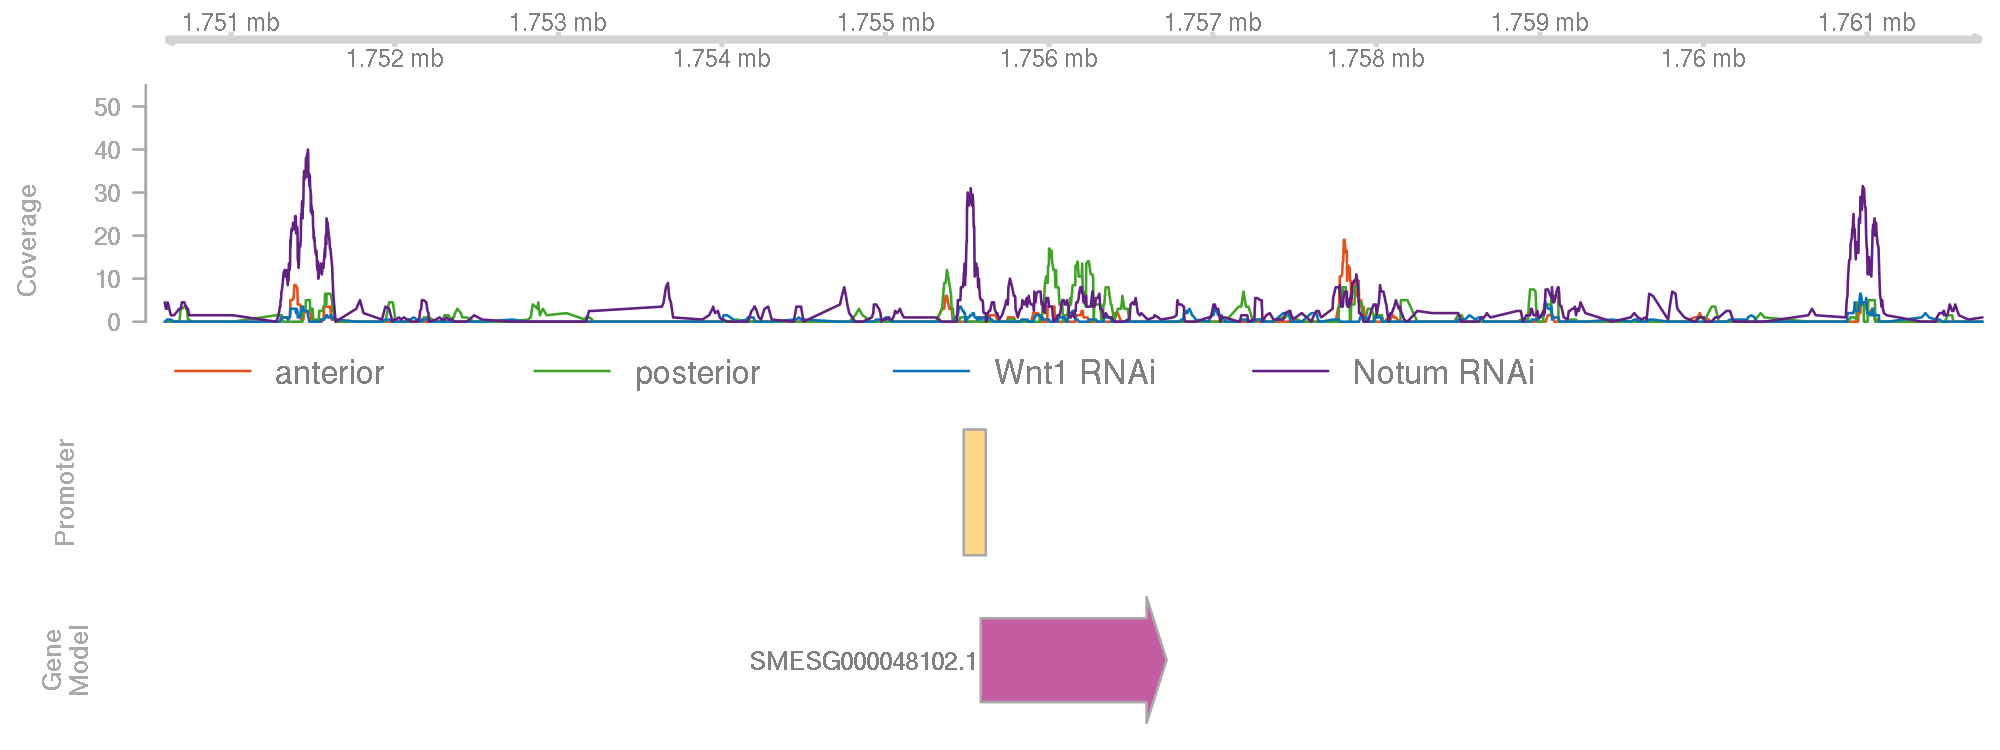 1.751 mb 1.753 mb 1.755 mb 1.757 mb 1.759 mb 1.761 mb
1.752 mb 1.754 mb 1.756 mb 1.758 mb 1.76 mb
Coverage
50
40
30
20
10
0
anterior posterior Wnt1 RNAi Notum RNAi
Promoter
Gene
Model
SMESG000048102.1